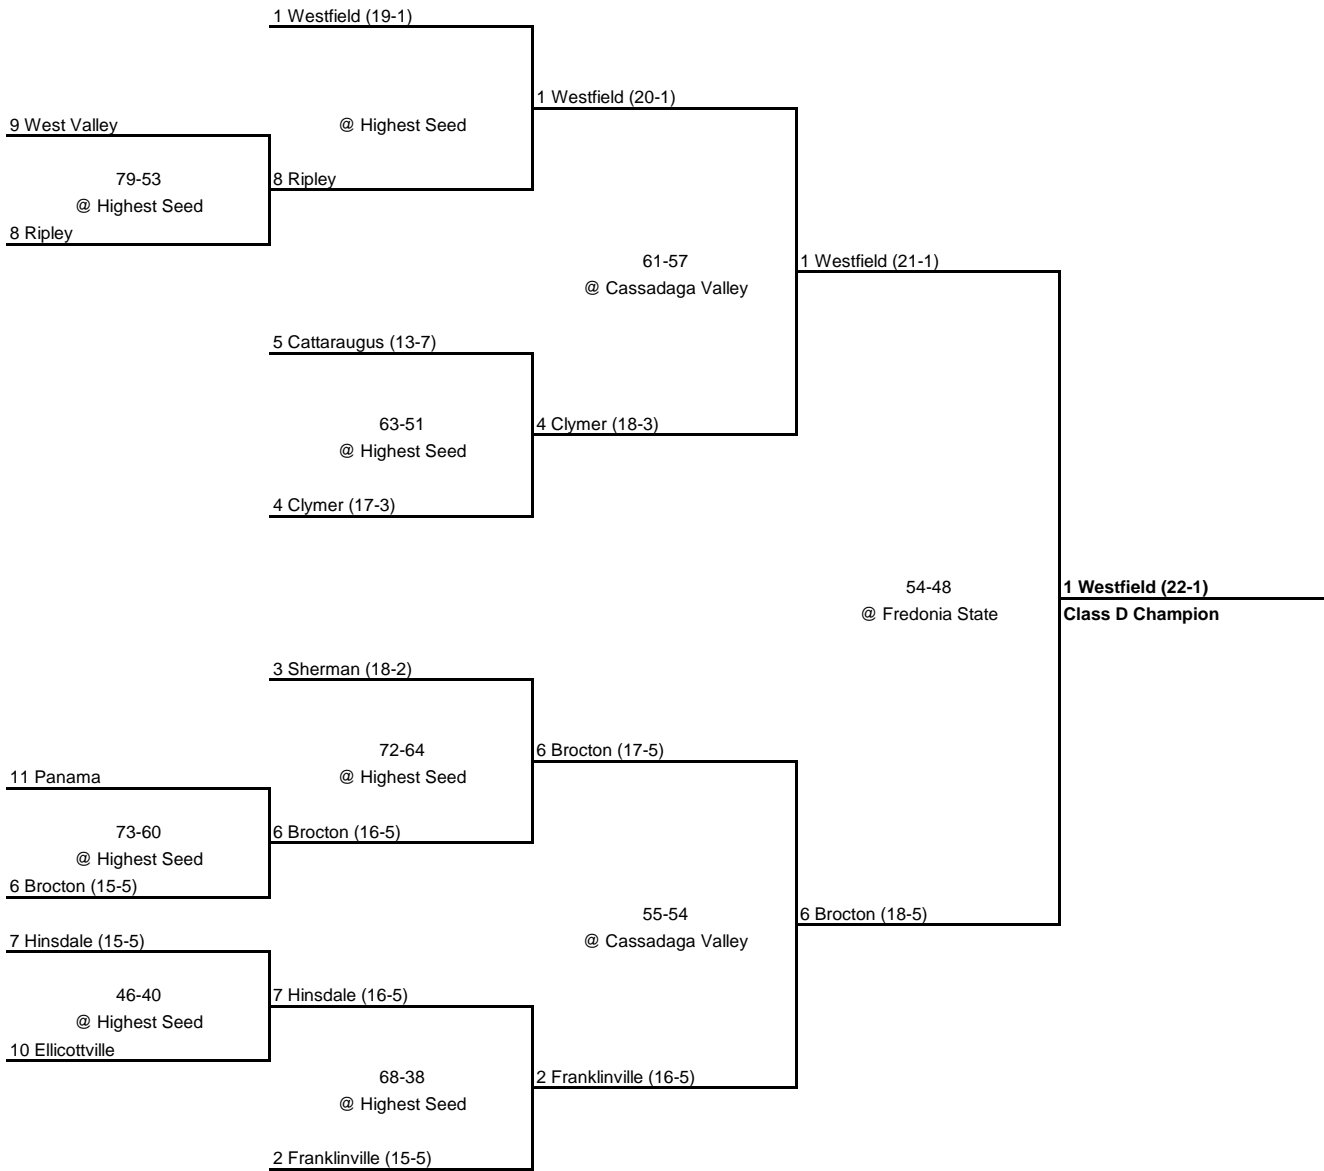 1 Westfield (19-1)
1 Westfield (20-1)
9 West Valley
@ Highest Seed
79-53
8 Ripley
@ Highest Seed
8 Ripley
61-57
1 Westfield (21-1)
@ Cassadaga Valley
5 Cattaraugus (13-7)
63-51
4 Clymer (18-3)
@ Highest Seed
4 Clymer (17-3)
54-48
1 Westfield (22-1)
@ Fredonia State
Class D Champion
3 Sherman (18-2)
72-64
6 Brocton (17-5)
11 Panama
@ Highest Seed
73-60
6 Brocton (16-5)
@ Highest Seed
6 Brocton (15-5)
55-54
6 Brocton (18-5)
7 Hinsdale (15-5)
@ Cassadaga Valley
46-40
7 Hinsdale (16-5)
@ Highest Seed
10 Ellicottville
68-38
2 Franklinville (16-5)
@ Highest Seed
2 Franklinville (15-5)